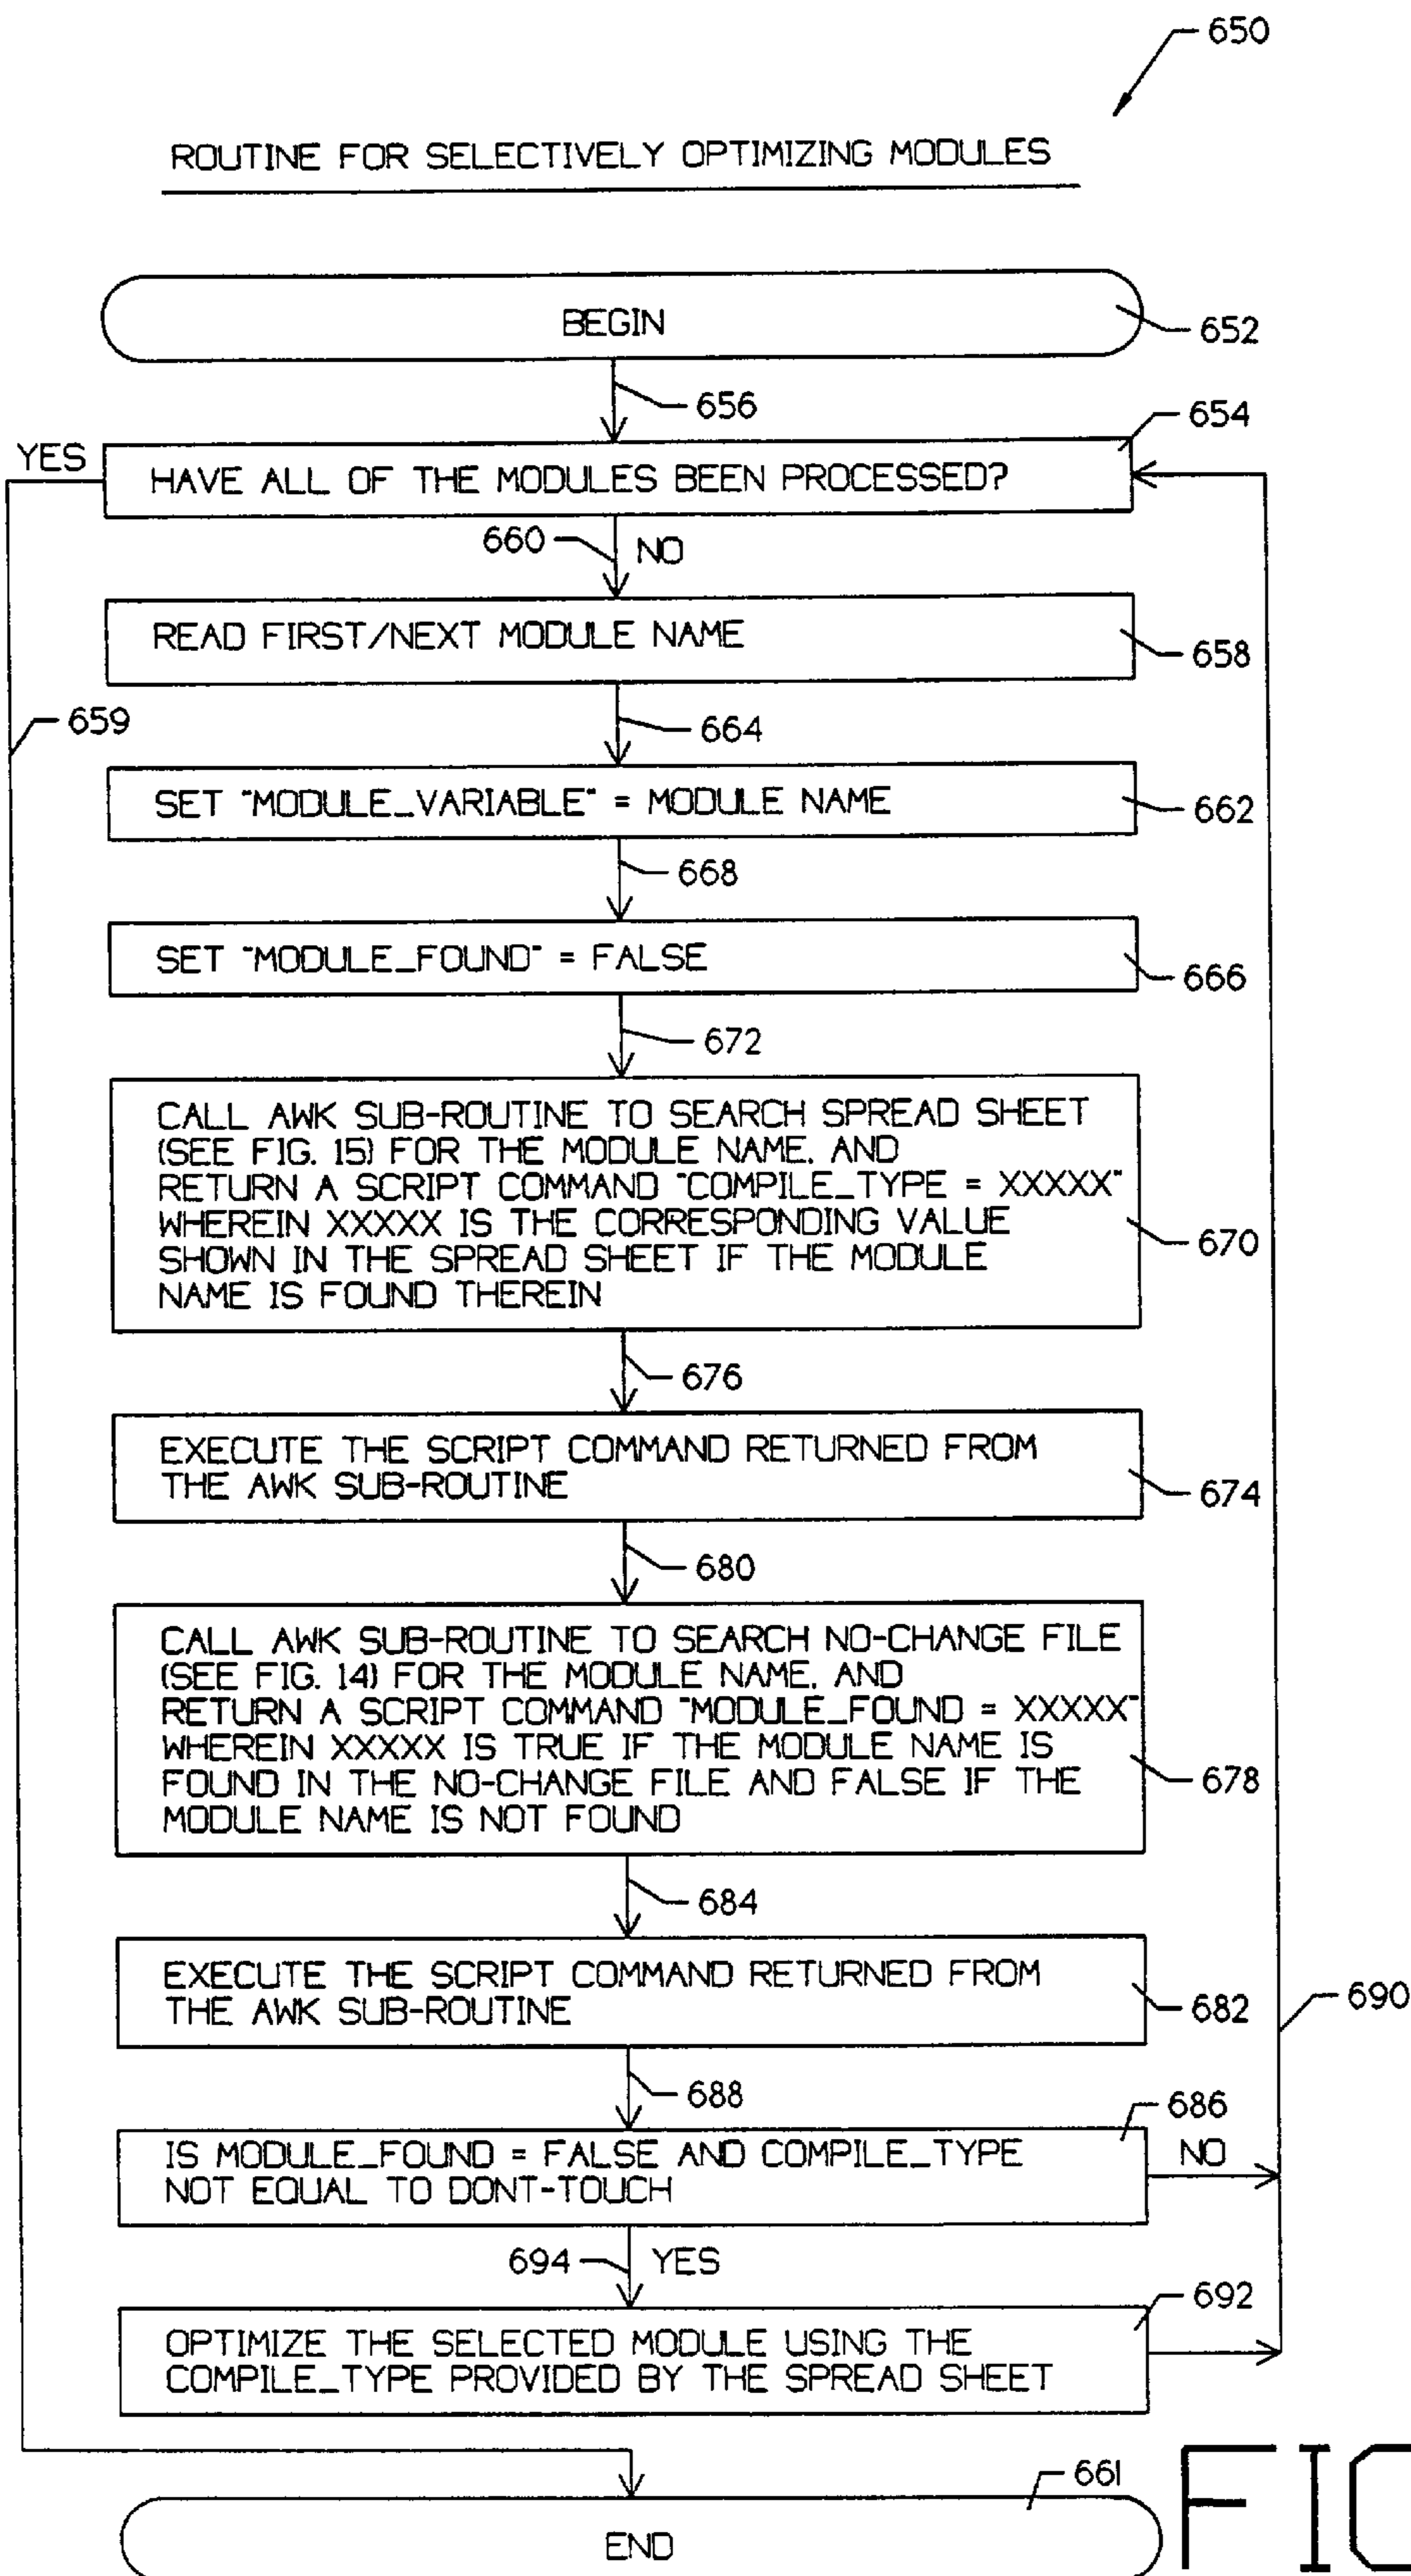 650
ROUTINE FOR SELECTIVELY OPTIMIZING MODULES
BEGIN
652
656
654
YES
HAVE ALL OF THE MODULES BEEN PROCESSED?
660
NO
READ FIRST/NEXT MODULE NAME
658
659
664
SET "MODULE_VARIABLE" = MODULE NAME
662
668
SET "MODULE_FOUND" = FALSE
666
672
CALL AWK SUB-ROUTINE TO SEARCH SPREAD SHEET
(SEE FIG. 15) FOR THE MODULE NAME, AND
RETURN A SCRIPT COMMAND "COMPILE_TYPE = XXXXX"
WHEREIN XXXXX IS THE CORRESPONDING VALUE
SHOWN IN THE SPREAD SHEET IF THE MODULE
NAME IS FOUND THEREIN
670
676
EXECUTE THE SCRIPT COMMAND RETURNED FROM
THE AWK SUB-ROUTINE
674
680
CALL AWK SUB-ROUTINE TO SEARCH NO-CHANGE FILE
(SEE FIG. 14) FOR THE MODULE NAME, AND
RETURN A SCRIPT COMMAND "MODULE_FOUND = XXXXX"
WHEREIN XXXXX IS TRUE IF THE MODULE NAME IS
FOUND IN THE NO-CHANGE FILE AND FALSE IF THE
MODULE NAME IS NOT FOUND
678
684
EXECUTE THE SCRIPT COMMAND RETURNED FROM
THE AWK SUB-ROUTINE
682
690
688
686
IS MODULE_FOUND = FALSE AND COMPILE_TYPE
NOT EQUAL TO DONT-TOUCH
NO
694
YES
692
OPTIMIZE THE SELECTED MODULE USING THE
COMPILE_TYPE PROVIDED BY THE SPREAD SHEET
661
END